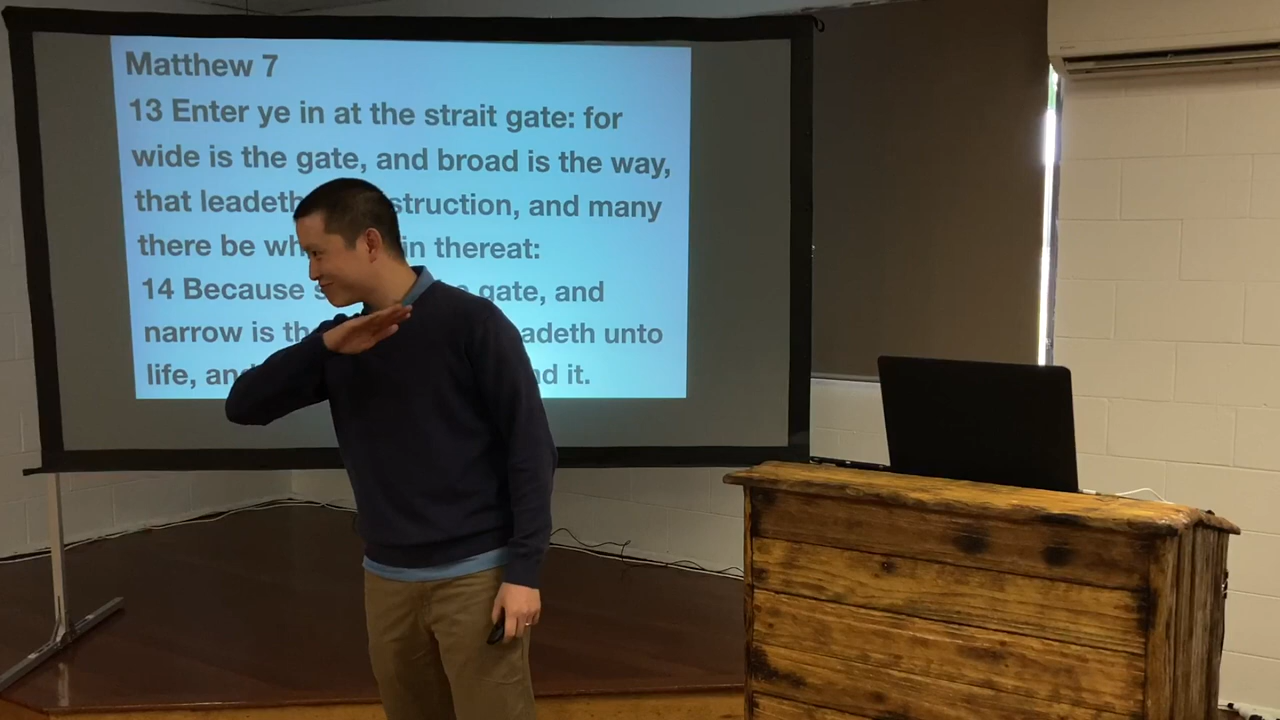 Matthew 7
13 Enter ye in at the strait gate: for
wide is the gate, and broad is the way,
that leadeth struction, and many
there be wh in thereat:
14 Because s gate, and
narrow is th adeth unto
life, and d it.